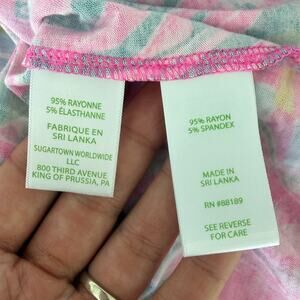 95% RAYONNE
5% ÉLASTHANNE
FABRIQUE EN
SRI LANKA
SUGARTOWN WORLDWIDE
LLC
800 THIRD AVENUE
KING OF PRUSSIA, PA
95% RAYON
5% SPANDEX
MADE IN
SRI LANKA
RN #88189
SEE REVERSE
FOR CARE